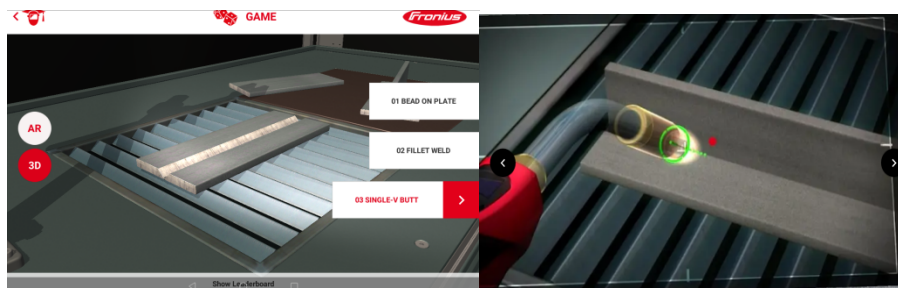 GAME
Fronius
01 BEAD ON PLATE
AR
02 FILLET WELD
3D
03 SINGLE-V BUTT
Show Leaderboard